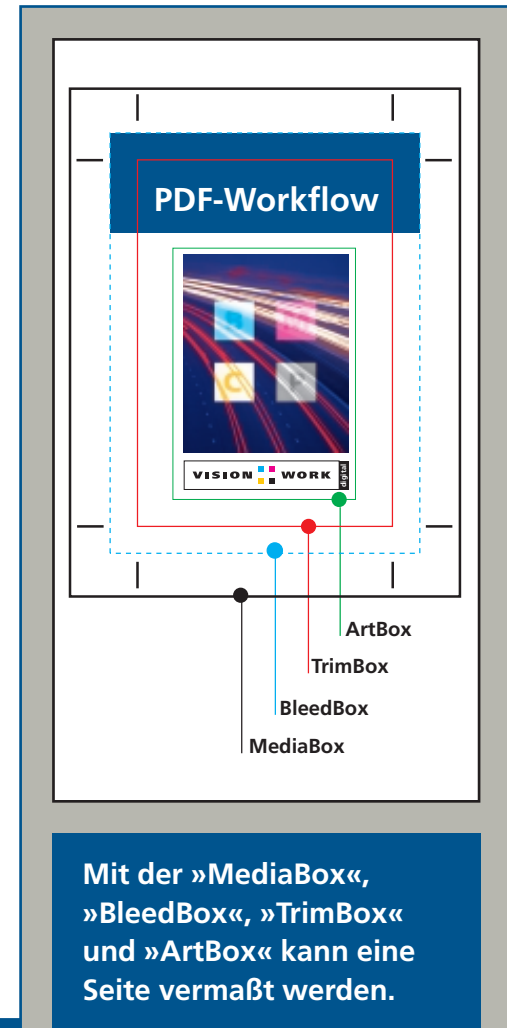 PDF-Workflow
VISION WORK digital
ArtBox
TrimBox
BleedBox
MediaBox
Mit der »MediaBox«,
»BleedBox«, »TrimBox«
und »ArtBox« kann eine
Seite vermaßt werden.